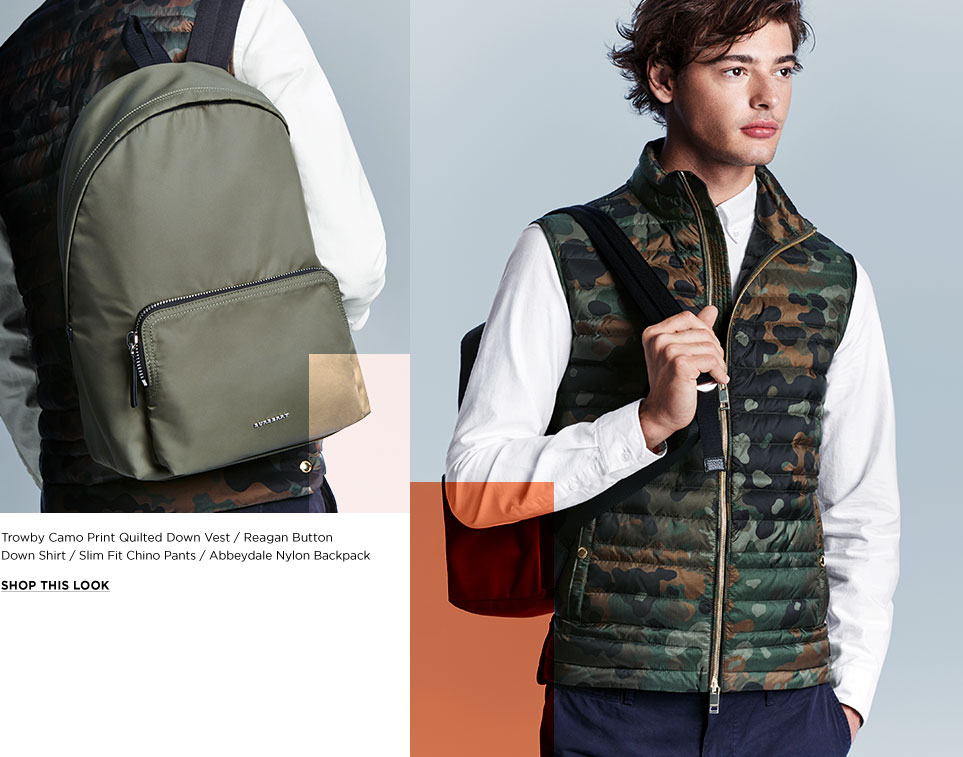 BURBERRY
Trowby Camo Print Quilted Down Vest / Reagan Button
Down Shirt / Slim Fit Chino Pants / Abbeydale Nylon Backpack
SHOP THIS LOOK